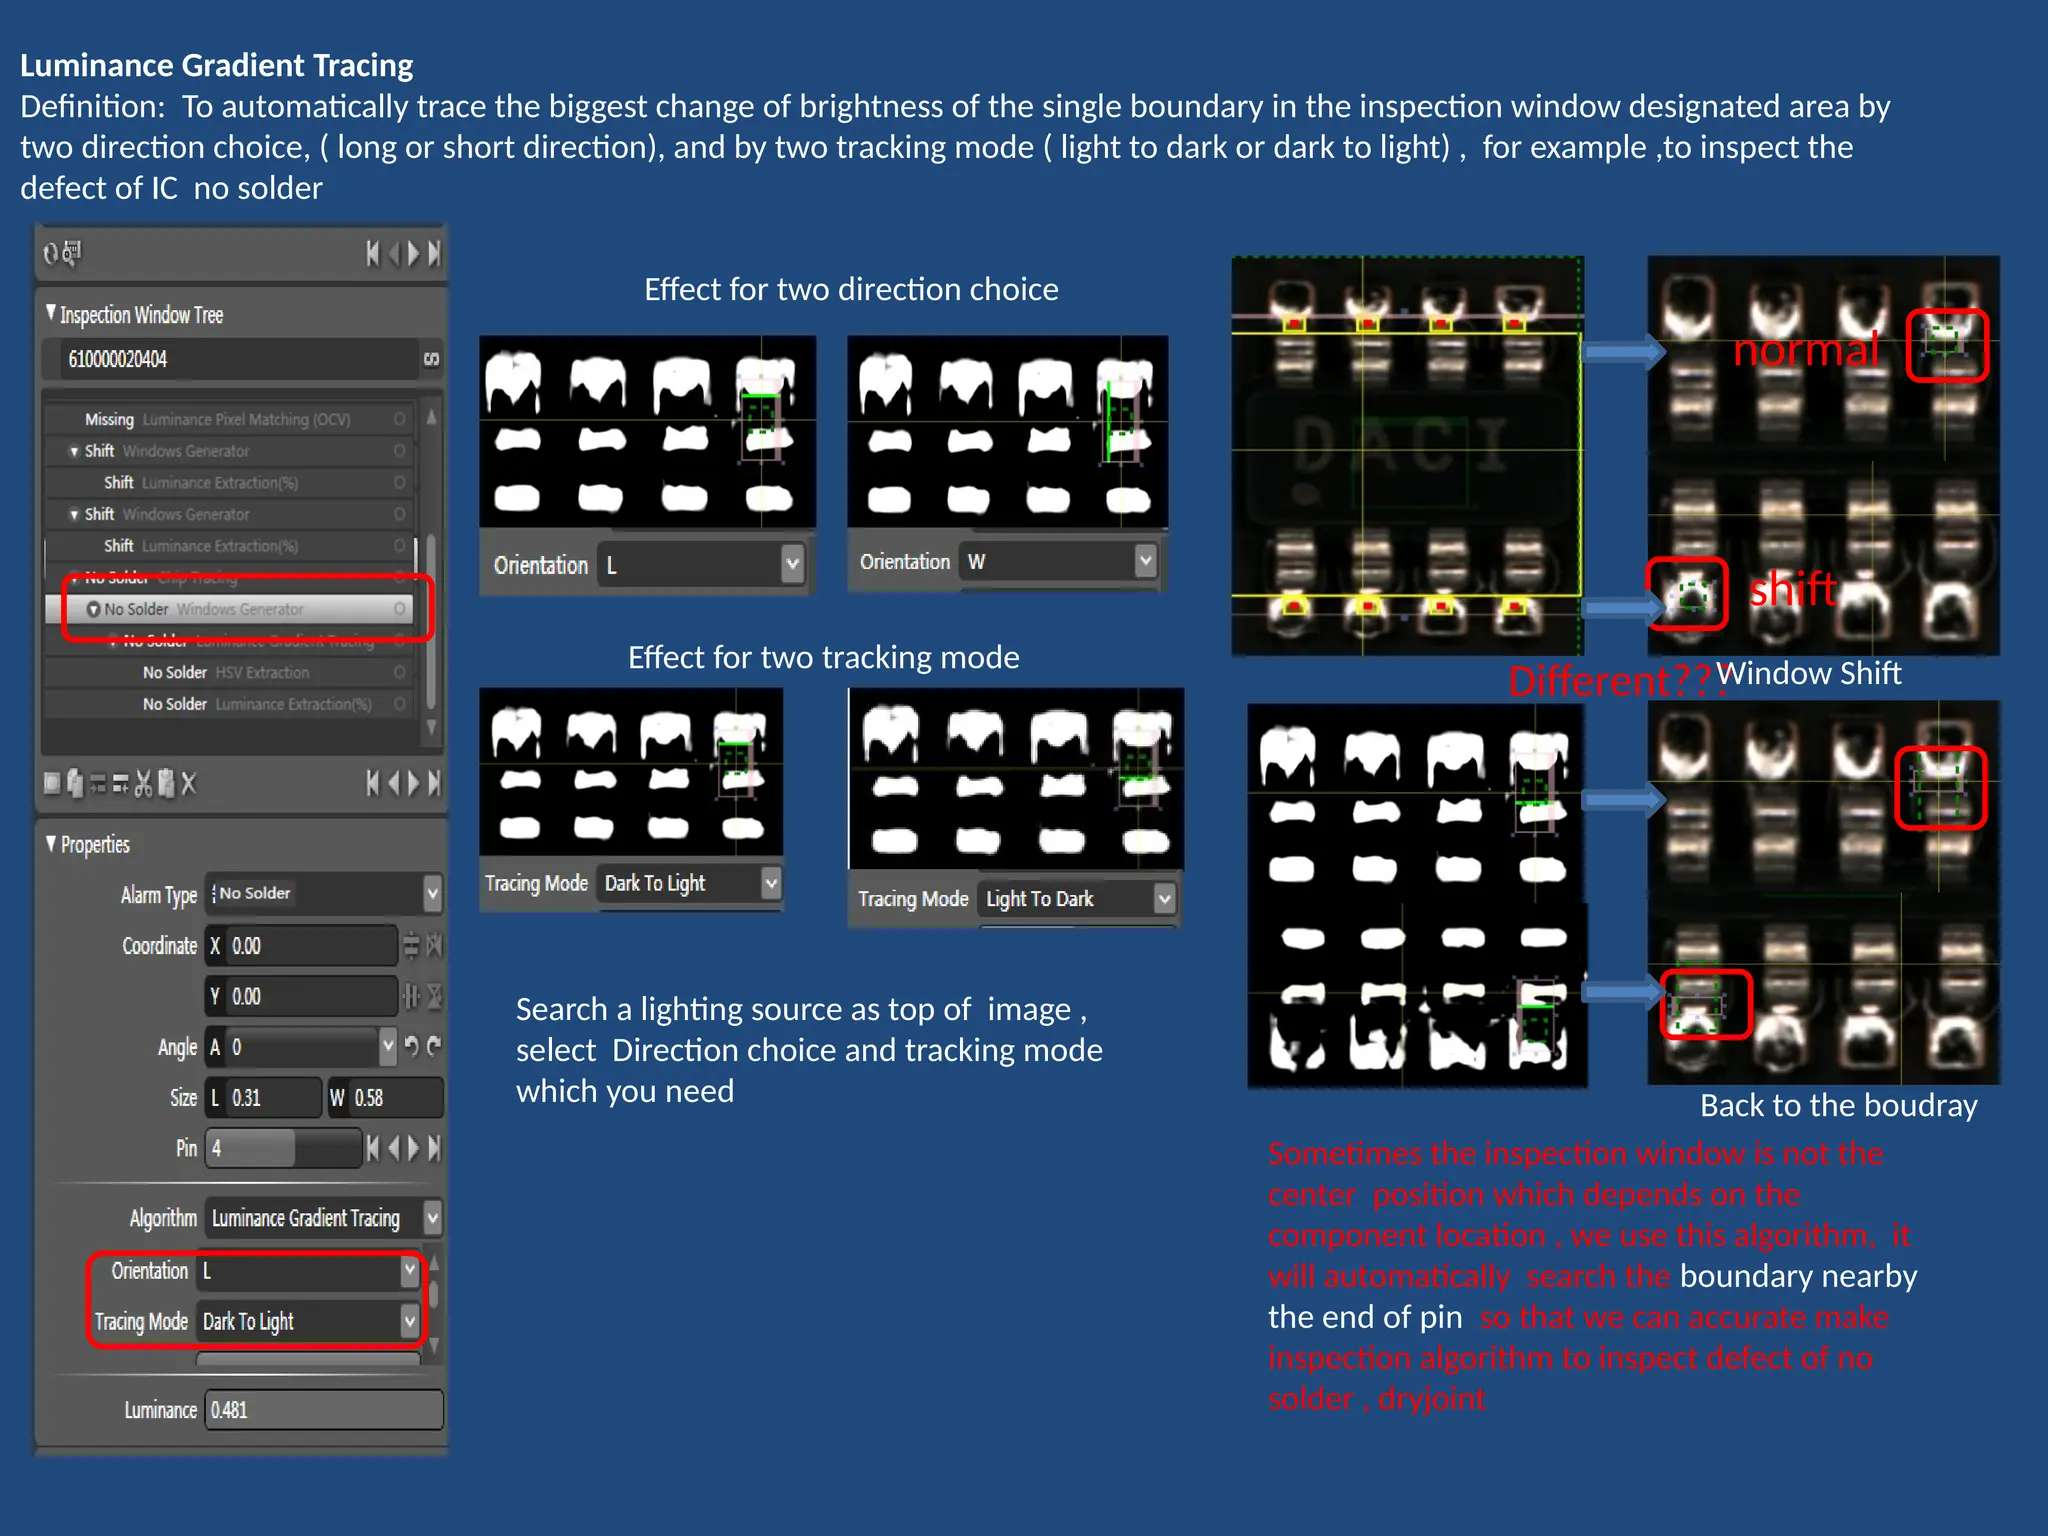 Luminance Gradient Tracing
Definition: To automatically trace the biggest change of brightness of the single boundary in the inspection window designated area by
two direction choice, ( long or short direction), and by two tracking mode ( light to dark or dark to light) , for example ,to inspect the
defect of IC no solder
Inspection Window Tree
610000020404
Missing Luminance Pixel Matching (OCV)
Shift Windows Generator
Shift Luminance Extraction(%)
Shift Windows Generator
Shift Luminance Extraction(%)
No Solder Chip Tracing
No Solder Windows Generator
No Solder Luminance Gradient Tracing
No Solder HSV Extraction
No Solder Luminance Extraction(%)
Properties
Alarm Type No Solder
Coordinate X 0.00
Y 0.00
Angle A 0
Size L 0.31 W 0.58
Pin 4
Algorithm Luminance Gradient Tracing
Orientation L
Tracing Mode Dark To Light
Luminance 0.481
Effect for two direction choice
Orientation L
Orientation W
Effect for two tracking mode
Tracing Mode Dark To Light
Tracing Mode Light To Dark
Search a lighting source as top of image ,
select Direction choice and tracking mode
which you need
DACI
normal
shift
Different???
Window Shift
Back to the boudray
Sometimes the inspection window is not the
center position which depends on the
component location , we use this algorithm, it
will automatically search the boundary nearby
the end of pin so that we can accurate make
inspection algorithm to inspect defect of no
solder , dryjoint